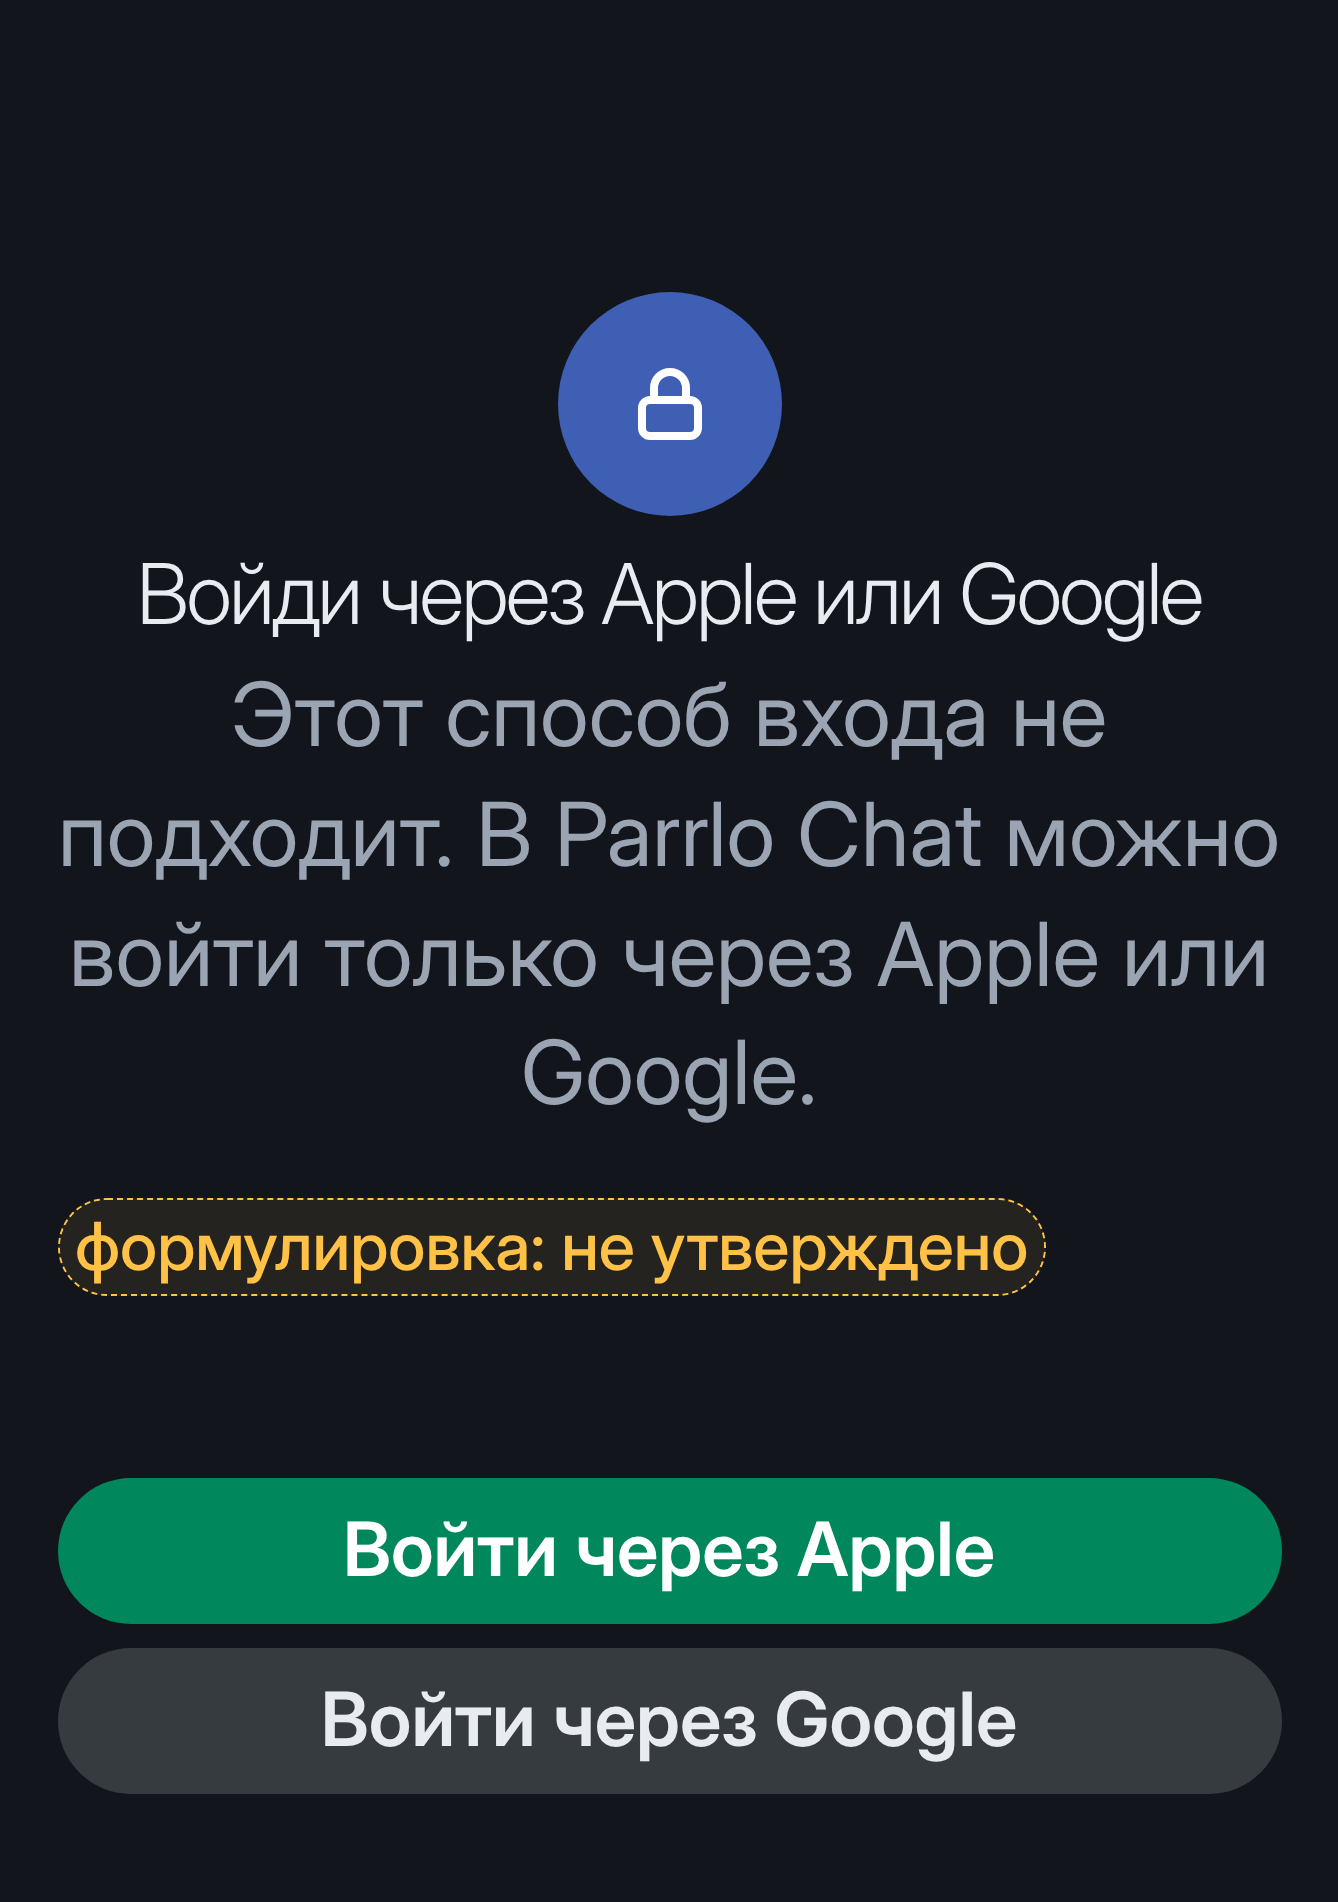 Войди через Apple или Google
Этот способ входа не
подходит. В Parrlo Chat можно
войти только через Apple или
Google.
формулировка: не утверждено
Войти через Apple
Войти через Google